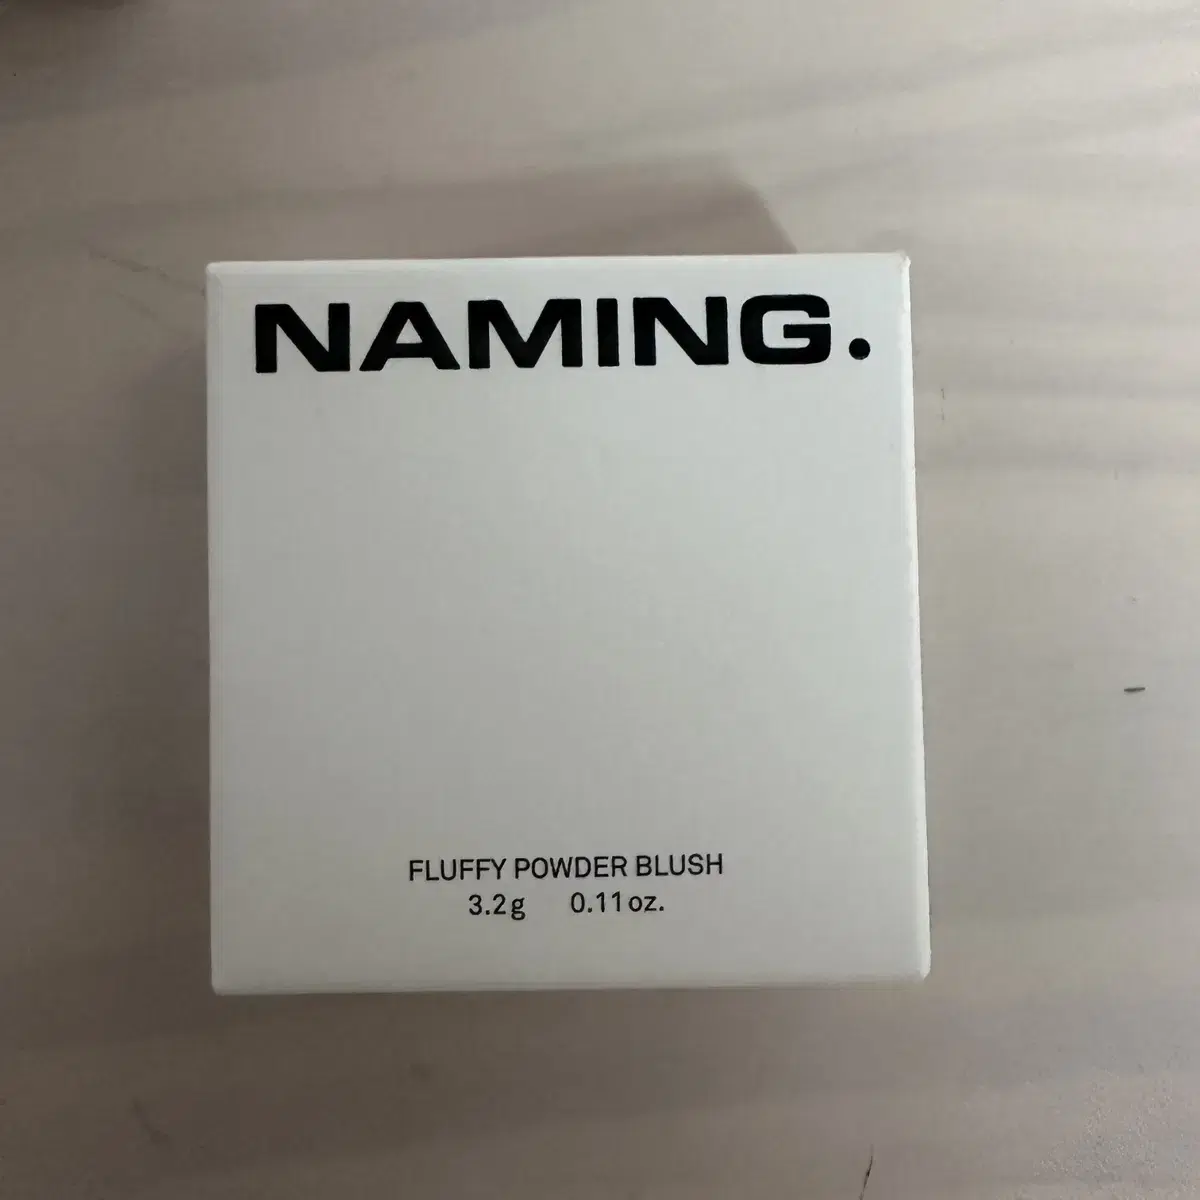 NAMING.
FLUFFY POWDER BLUSH
3.2g 0.11oz.